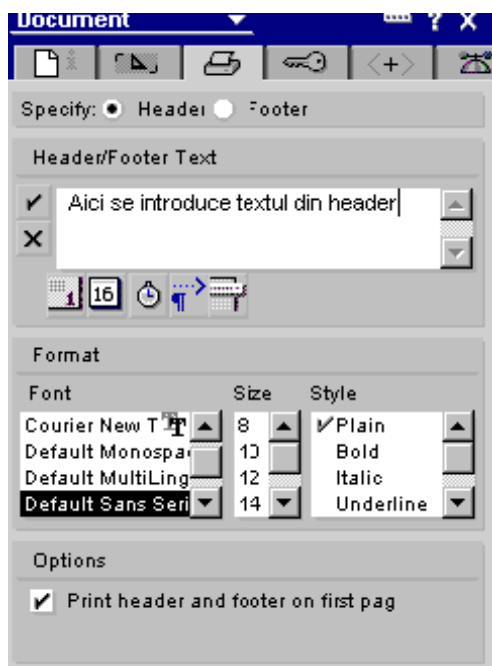 Document ? X
i <+>
Specify: Header Footer
Header/Footer Text
Aici se introduce textul din header
1 16
Format
Font Size Style
Courier New T 8 Plain
Default Monospa 10 Bold
Default MultiLing 12 Italic
Default Sans Seri 14 Underline
Options
Print header and footer on first pag